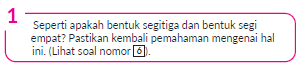 1
Seperti apakah bentuk segitiga dan bentuk segi
empat? Pastikan kembali pemahaman mengenai hal
ini. (Lihat soal nomor 6).